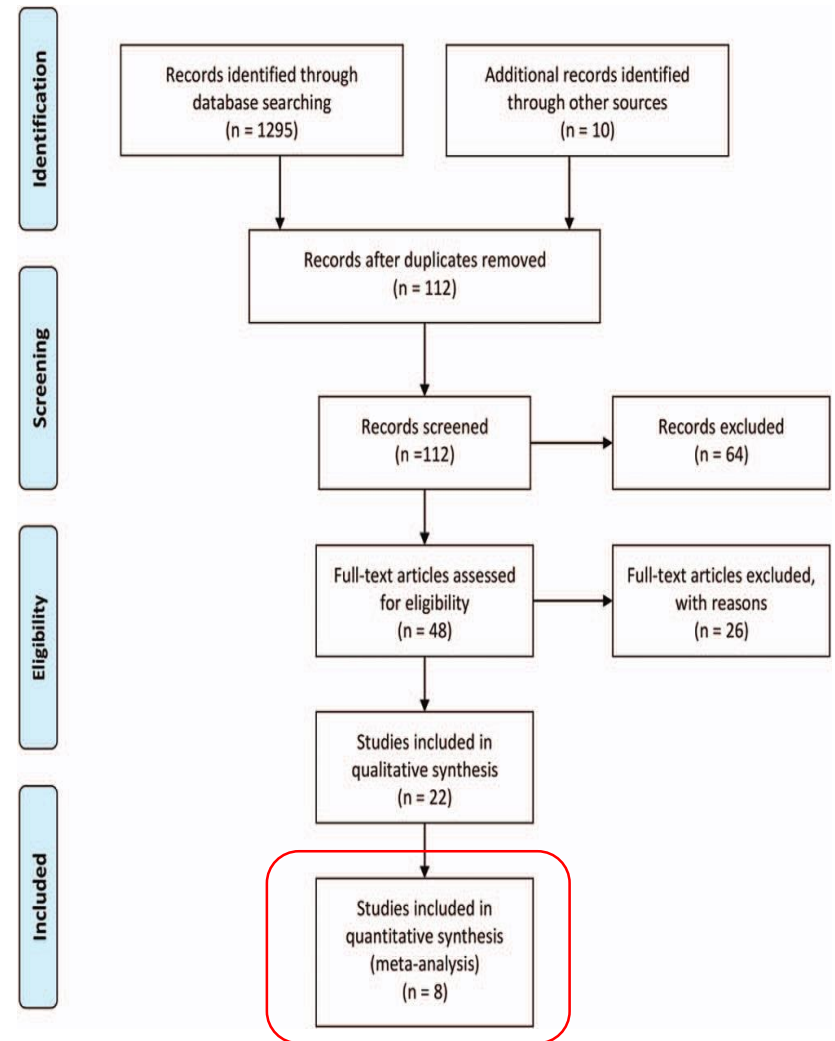 Identification
Records identified through
database searching
(n = 1295)
Additional records identified
through other sources
(n = 10)
Records after duplicates removed
(n = 112)
Screening
Records screened
(n =112)
Records excluded
(n = 64)
Eligibility
Full-text articles assessed
for eligibility
(n = 48)
Full-text articles excluded,
with reasons
(n = 26)
Studies included in
qualitative synthesis
(n = 22)
Included
Studies included in
quantitative synthesis
(meta-analysis)
(n = 8)